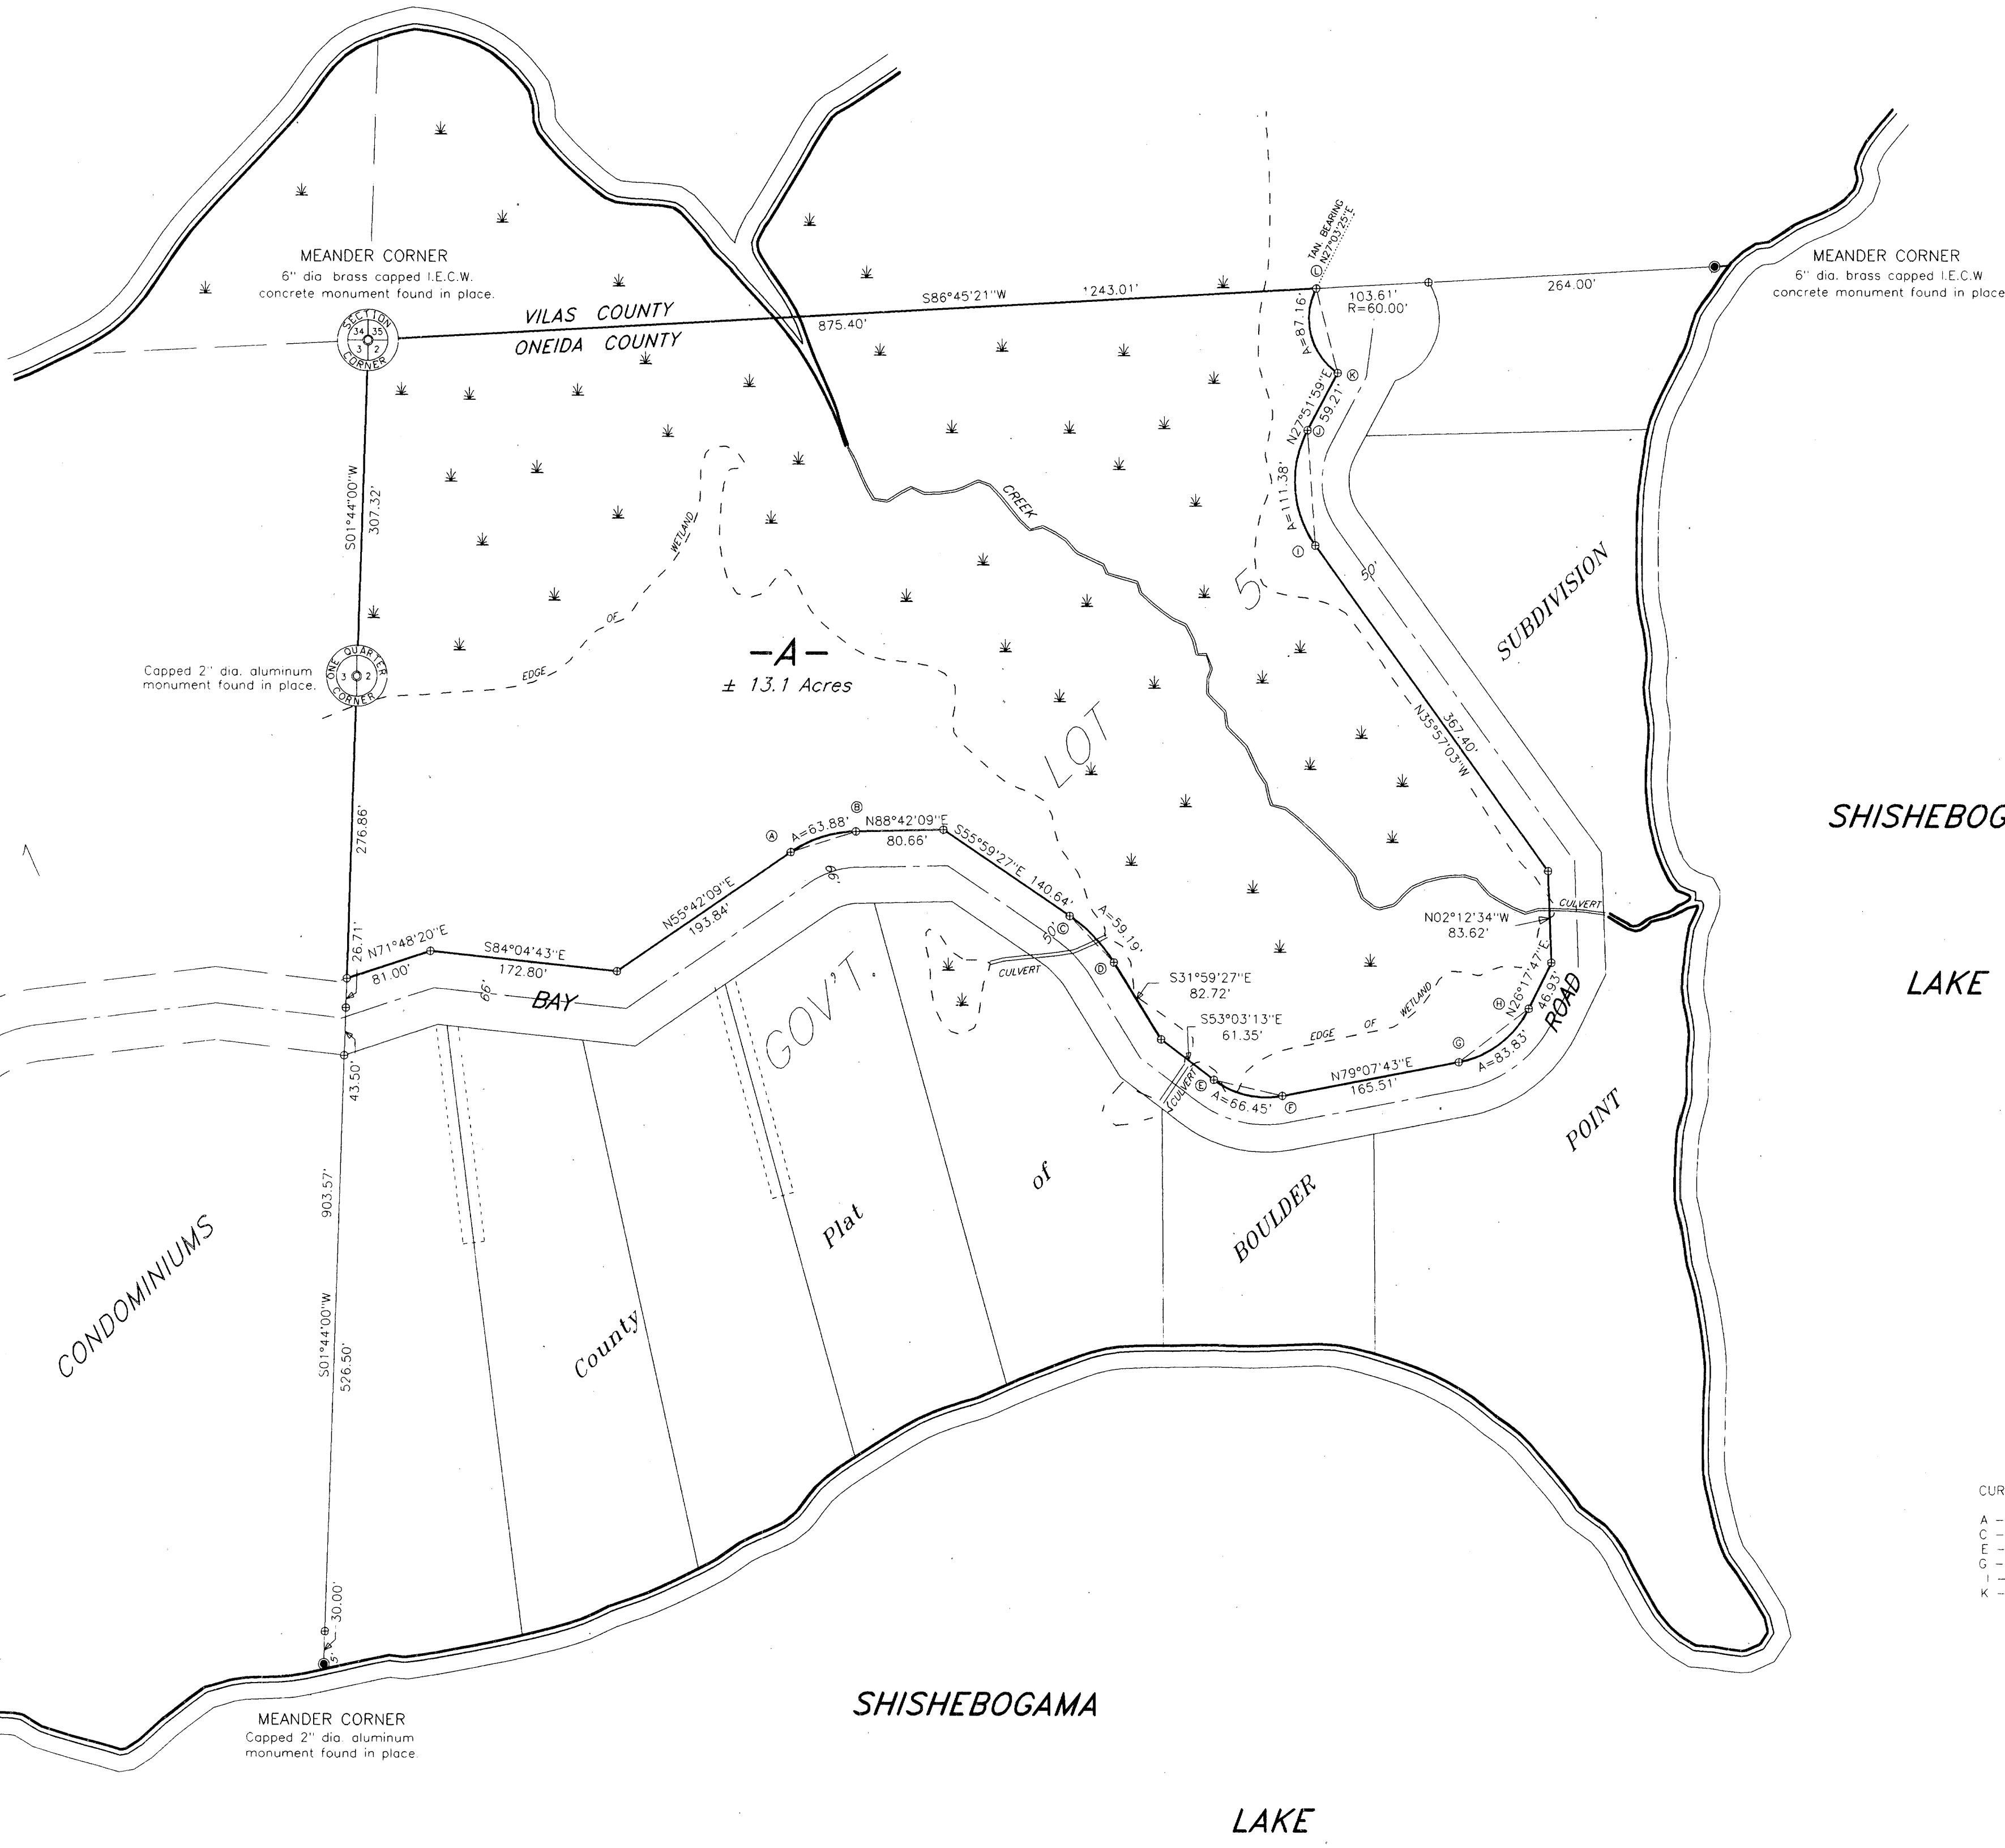 TAN. BEARING
N27°03'25"E
MEANDER CORNER
6" dia. brass capped I.E.C.W.
concrete monument found in place.
MEANDER CORNER
6" dia. brass capped I.E.C.W
concrete monument found in place
SECTION
34 35
3 2
CORNER
VILAS COUNTY
ONEIDA COUNTY
S86°45'21"W
1243.01'
875.40'
L
103.61'
R=60.00'
264.00'
A=87.16'
K
N27°51'59"E
59.21'
J
A=111.38'
I
S01°44'00"W
307.32'
CREEK
EDGE OF WETLAND
50'
SUBDIVISION
5
LOT
GOV'T.
-A-
± 13.1 Acres
Capped 2" dia. aluminum
monument found in place.
ONE QUARTER
3 2
CORNER
N35°57'03"W
367.40'
SHISHEBOG
LAKE
1
276.86'
26.71'
N71°48'20"E
81.00'
S84°04'43"E
172.80'
N55°42'09"E
193.84'
A
A=63.88'
B
N88°42'09"E
80.66'
S55°59'27"E 140.64'
C
A=59.19'
D
66'
66'
50'
BAY
ROAD
CULVERT
S31°59'27"E
82.72'
S53°03'13"E
61.35'
CULVERT
E
A=66.45'
F
N79°07'43"E
165.51'
G
A=83.83'
H
N26°17'47"E
46.93'
N02°12'34"W
83.62'
CULVERT
EDGE OF WETLAND
43.50'
903.57'
S01°44'00"W
526.50'
30.00'
5'
CONDOMINIUMS
County
Plat
of
BOULDER
POINT
MEANDER CORNER
Capped 2" dia. aluminum
monument found in place.
SHISHEBOGAMA
LAKE
CUR
A -
C -
E -
G -
I -
K -